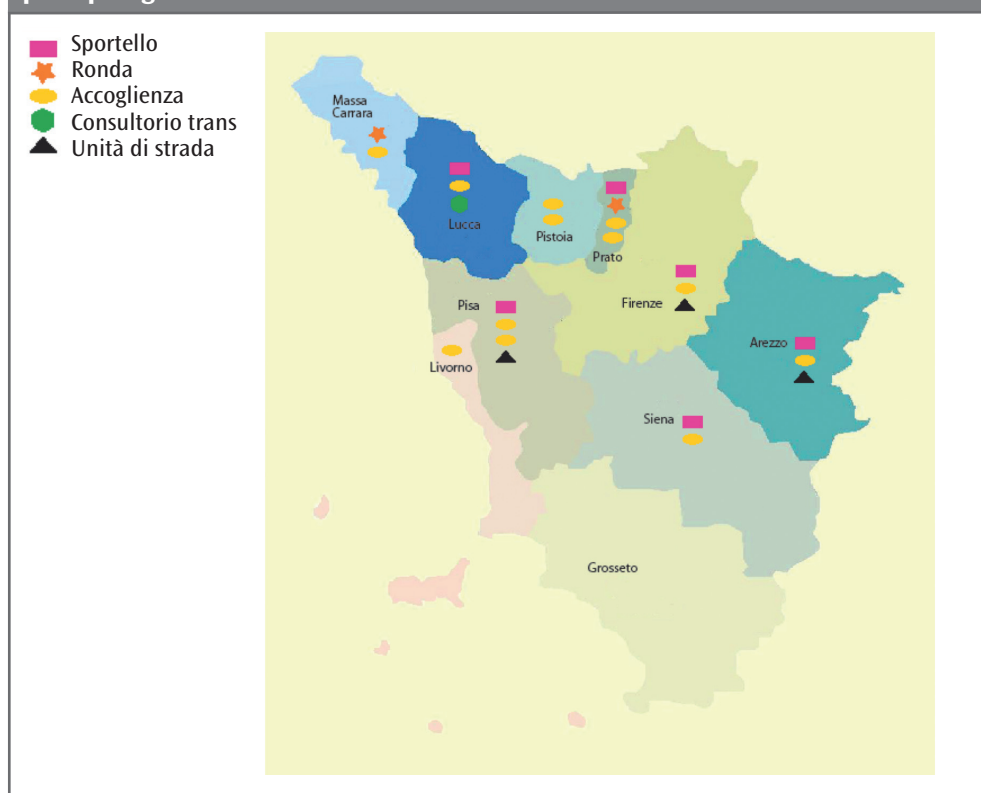 Sportello
Ronda
Accoglienza
Consultorio trans
Unità di strada
Massa
Carrara
Lucca
Pistoia
Prato
Firenze
Pisa
Livorno
Arezzo
Siena
Grosseto